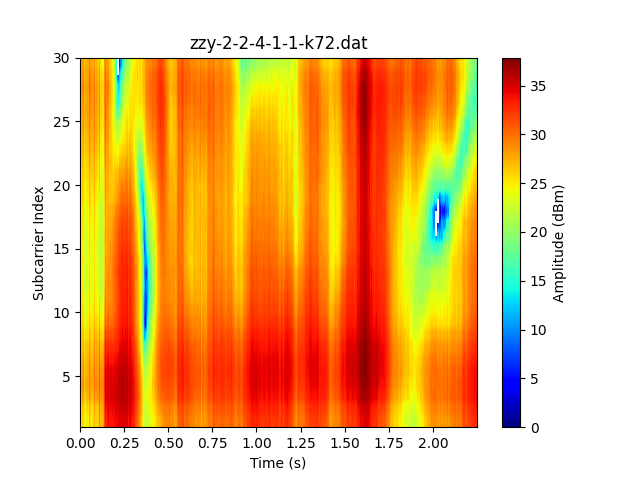 zzy-2-2-4-1-1-k72.dat
30
25
20
15
10
5
Subcarrier Index
0.00 0.25 0.50 0.75 1.00 1.25 1.50 1.75 2.00
Time (s)
35
30
25
20
15
10
5
0
Amplitude (dBm)